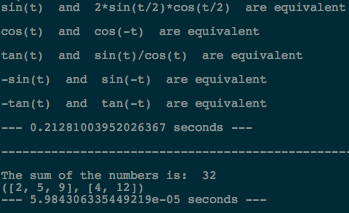 sin(t)  and  2*sin(t/2)*cos(t/2)  are equivalent
cos(t)  and  cos(-t)  are equivalent
tan(t)  and  sin(t)/cos(t)  are equivalent
-sin(t)  and  sin(-t)  are equivalent
-tan(t)  and  tan(-t)  are equivalent
--- 0.21281003952026367 seconds ---
-------------------------------------------------
The sum of the numbers is:  32
([2, 5, 9], [4, 12])
--- 5.984306335449219e-05 seconds ---